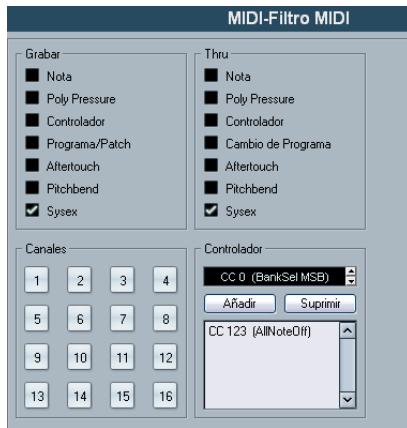 MIDI-Filtro MIDI
Grabar
Nota
Poly Pressure
Controlador
Programa/Patch
Aftertouch
Pitchbend
Sysex
Thru
Nota
Poly Pressure
Controlador
Cambio de Programa
Aftertouch
Pitchbend
Sysex
Canales
1 2 3 4
5 6 7 8
9 10 11 12
13 14 15 16
Controlador
CC 0 (BankSel MSB)
Añadir Suprimir
CC 123 (AllNoteOff)